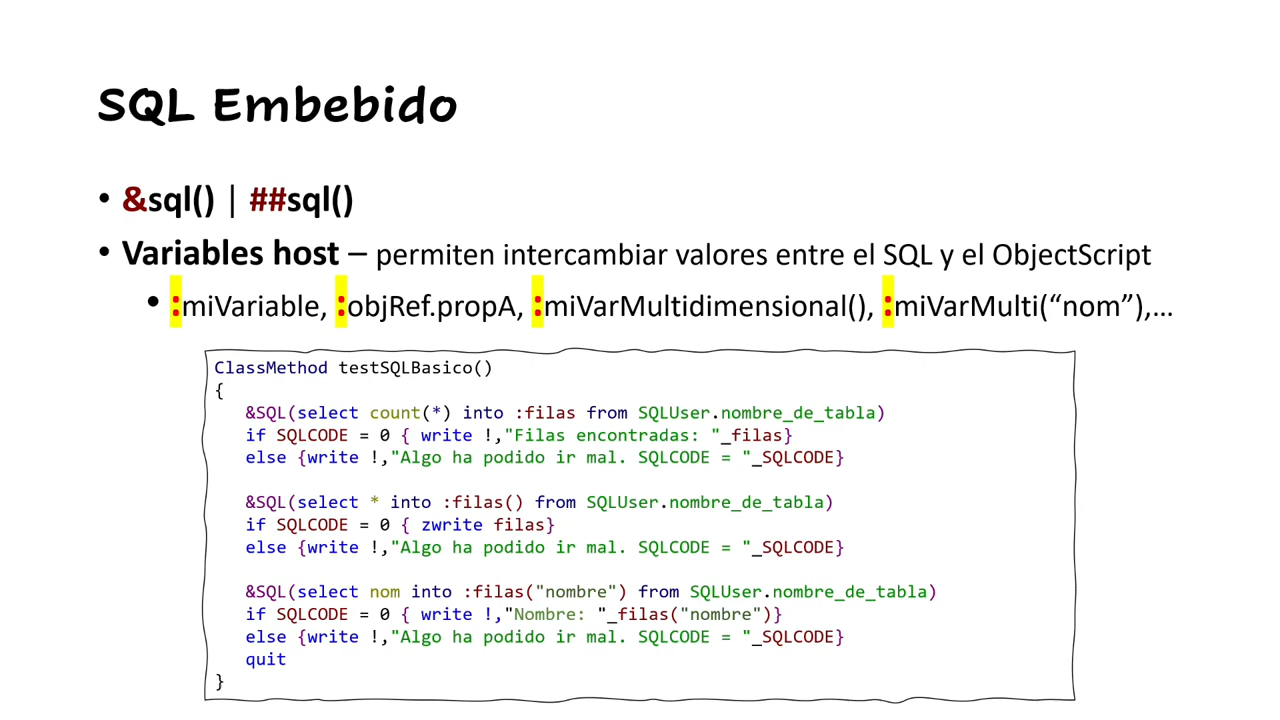 SQL Embebido
• &sql() | ##sql()
• Variables host – permiten intercambiar valores entre el SQL y el ObjectScript
• :miVariable, :objRef.propA, :miVarMultidimensional(), :miVarMulti(“nom”),…
ClassMethod testSQLBasico()
{
   &SQL(select count(*) into :filas from SQLUser.nombre_de_tabla)
   if SQLCODE = 0 { write !,"Filas encontradas: "_filas}
   else {write !,"Algo ha podido ir mal. SQLCODE = "_SQLCODE}
   &SQL(select * into :filas() from SQLUser.nombre_de_tabla)
   if SQLCODE = 0 { zwrite filas}
   else {write !,"Algo ha podido ir mal. SQLCODE = "_SQLCODE}
   &SQL(select nom into :filas("nombre") from SQLUser.nombre_de_tabla)
   if SQLCODE = 0 { write !,"Nombre: "_filas("nombre")}
   else {write !,"Algo ha podido ir mal. SQLCODE = "_SQLCODE}
   quit
}